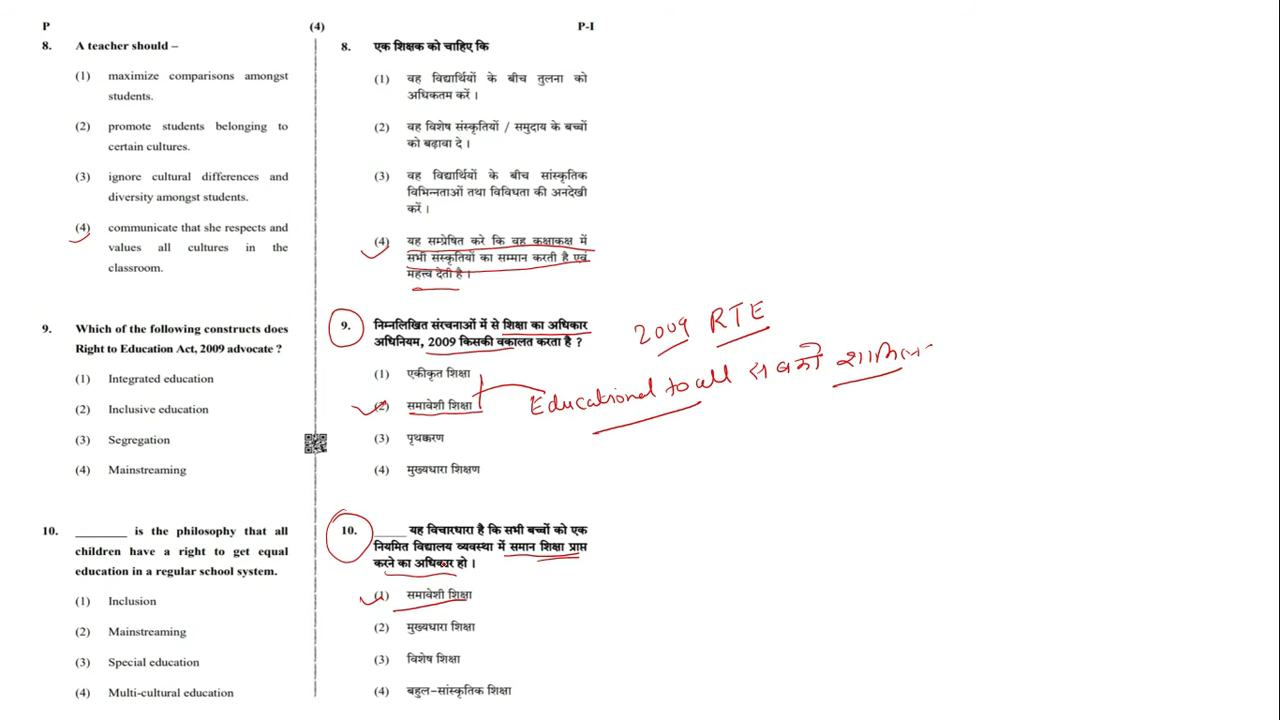 P
(4)
P-I
8. A teacher should –
(1) maximize comparisons amongst
students.
(2) promote students belonging to
certain cultures.
(3) ignore cultural differences and
diversity amongst students.
(4) communicate that she respects and
values all cultures in the
classroom.
9. Which of the following constructs does
Right to Education Act, 2009 advocate ?
(1) Integrated education
(2) Inclusive education
(3) Segregation
(4) Mainstreaming
10. ________ is the philosophy that all
children have a right to get equal
education in a regular school system.
(1) Inclusion
(2) Mainstreaming
(3) Special education
(4) Multi-cultural education
8. एक शिक्षक को चाहिए कि
(1) वह विद्यार्थियों के बीच तुलना को
अधिकतम करें ।
(2) वह विशेष संस्कृतियों / समुदाय के बच्चों
को बढ़ावा दे ।
(3) वह विद्यार्थियों के बीच सांस्कृतिक
विभिन्नताओं तथा विविधता की अनदेखी
करें ।
(4) यह सम्प्रेषित करे कि वह कक्षाकक्ष में
सभी संस्कृतियों का सम्मान करती है एवं
महत्त्व देती है ।
9. निम्नलिखित संरचनाओं में से शिक्षा का अधिकार
अधिनियम, 2009 किसकी वकालत करता है ?
(1) एकीकृत शिक्षा
(2) समावेशी शिक्षा
(3) पृथक्करण
(4) मुख्यधारा शिक्षण
10. _____ यह विचारधारा है कि सभी बच्चों को एक
नियमित विद्यालय व्यवस्था में समान शिक्षा प्राप्त
करने का अधिकार हो ।
(1) समावेशी शिक्षा
(2) मुख्यधारा शिक्षा
(3) विशेष शिक्षा
(4) बहुल-सांस्कृतिक शिक्षा
2009 RTE
Educational to all सबको शामिल